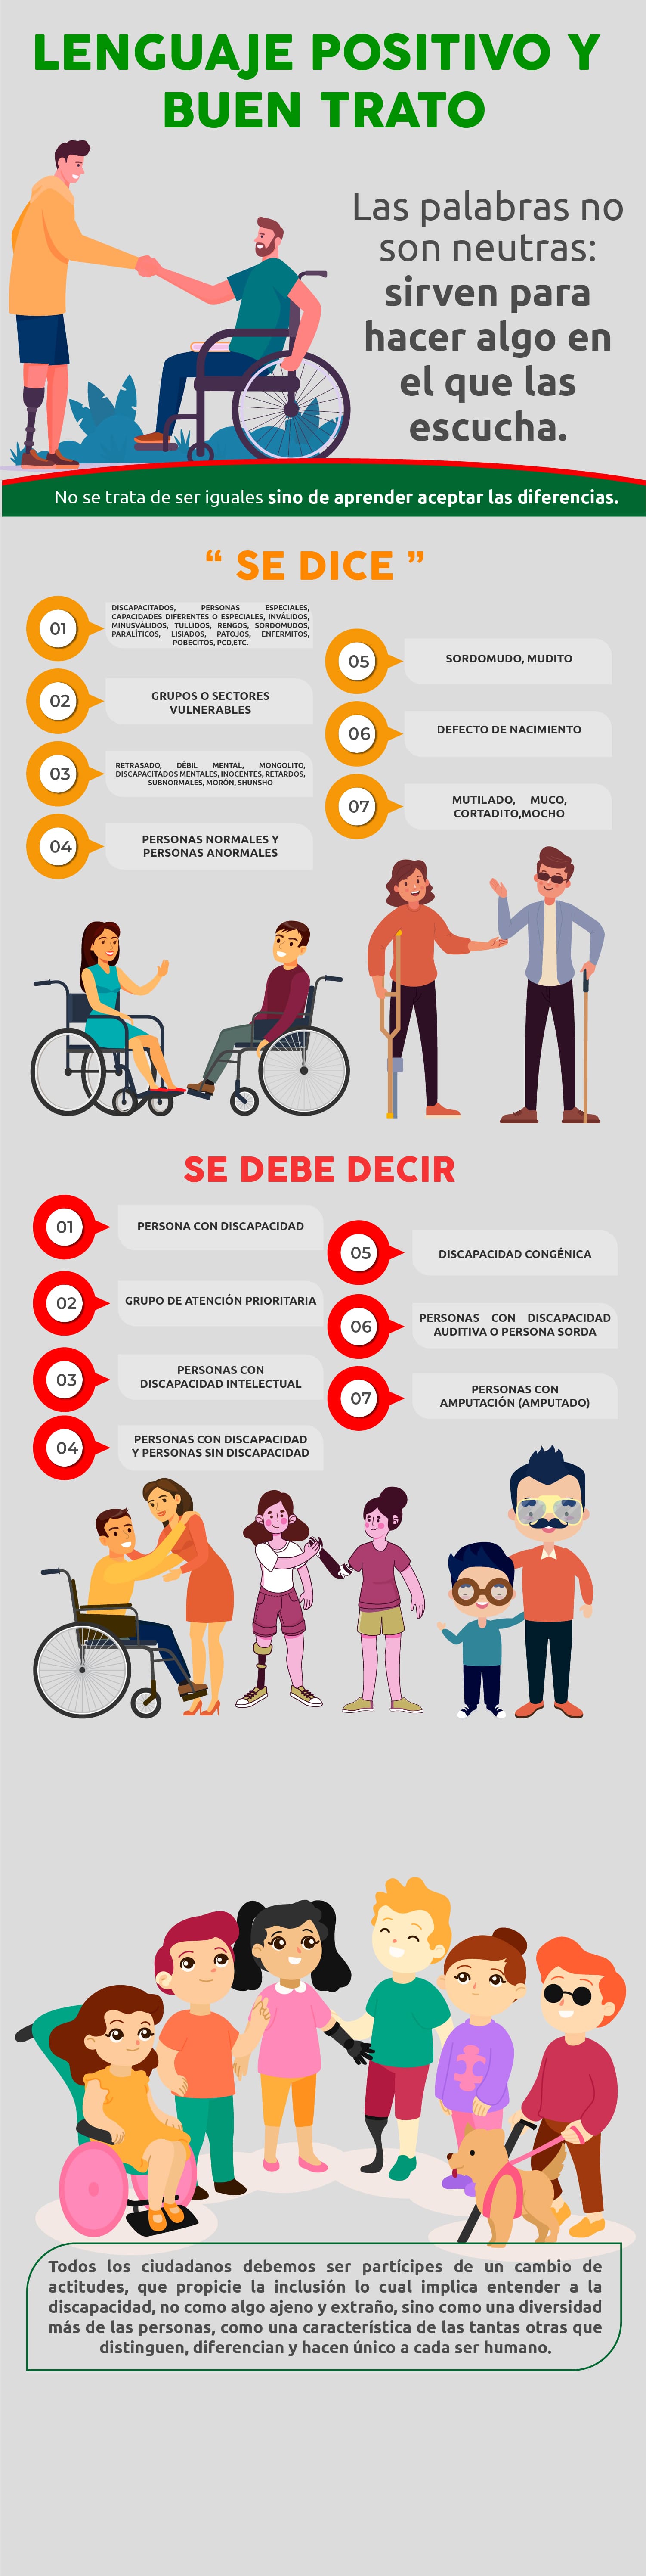 LENGUAJE POSITIVO Y
BUEN TRATO
Las palabras no
son neutras:
sirven para
hacer algo en
el que las
escucha.
No se trata de ser iguales sino de aprender aceptar las diferencias.
“ SE DICE ”
01
DISCAPACITADOS, PERSONAS ESPECIALES,
CAPACIDADES DIFERENTES O ESPECIALES, INVÁLIDOS,
MINUSVÁLIDOS, TULLIDOS, RENGOS, SORDOMUDOS,
PARALÍTICOS, LISIADOS, PATOJOS, ENFERMITOS,
POBECITOS, PCD,ETC.
02
GRUPOS O SECTORES
VULNERABLES
03
RETRASADO, DÉBIL MENTAL, MONGOLITO,
DISCAPACITADOS MENTALES, INOCENTES, RETARDOS,
SUBNORMALES, MORÓN, SHUNSHO
04
PERSONAS NORMALES Y
PERSONAS ANORMALES
05
SORDOMUDO, MUDITO
06
DEFECTO DE NACIMIENTO
07
MUTILADO, MUCO,
CORTADITO,MOCHO
SE DEBE DECIR
01
PERSONA CON DISCAPACIDAD
02
GRUPO DE ATENCIÓN PRIORITARIA
03
PERSONAS CON
DISCAPACIDAD INTELECTUAL
04
PERSONAS CON DISCAPACIDAD
Y PERSONAS SIN DISCAPACIDAD
05
DISCAPACIDAD CONGÉNICA
06
PERSONAS CON DISCAPACIDAD
AUDITIVA O PERSONA SORDA
07
PERSONAS CON
AMPUTACIÓN (AMPUTADO)
Todos los ciudadanos debemos ser partícipes de un cambio de
actitudes, que propicie la inclusión lo cual implica entender a la
discapacidad, no como algo ajeno y extraño, sino como una diversidad
más de las personas, como una característica de las tantas otras que
distinguen, diferencian y hacen único a cada ser humano.